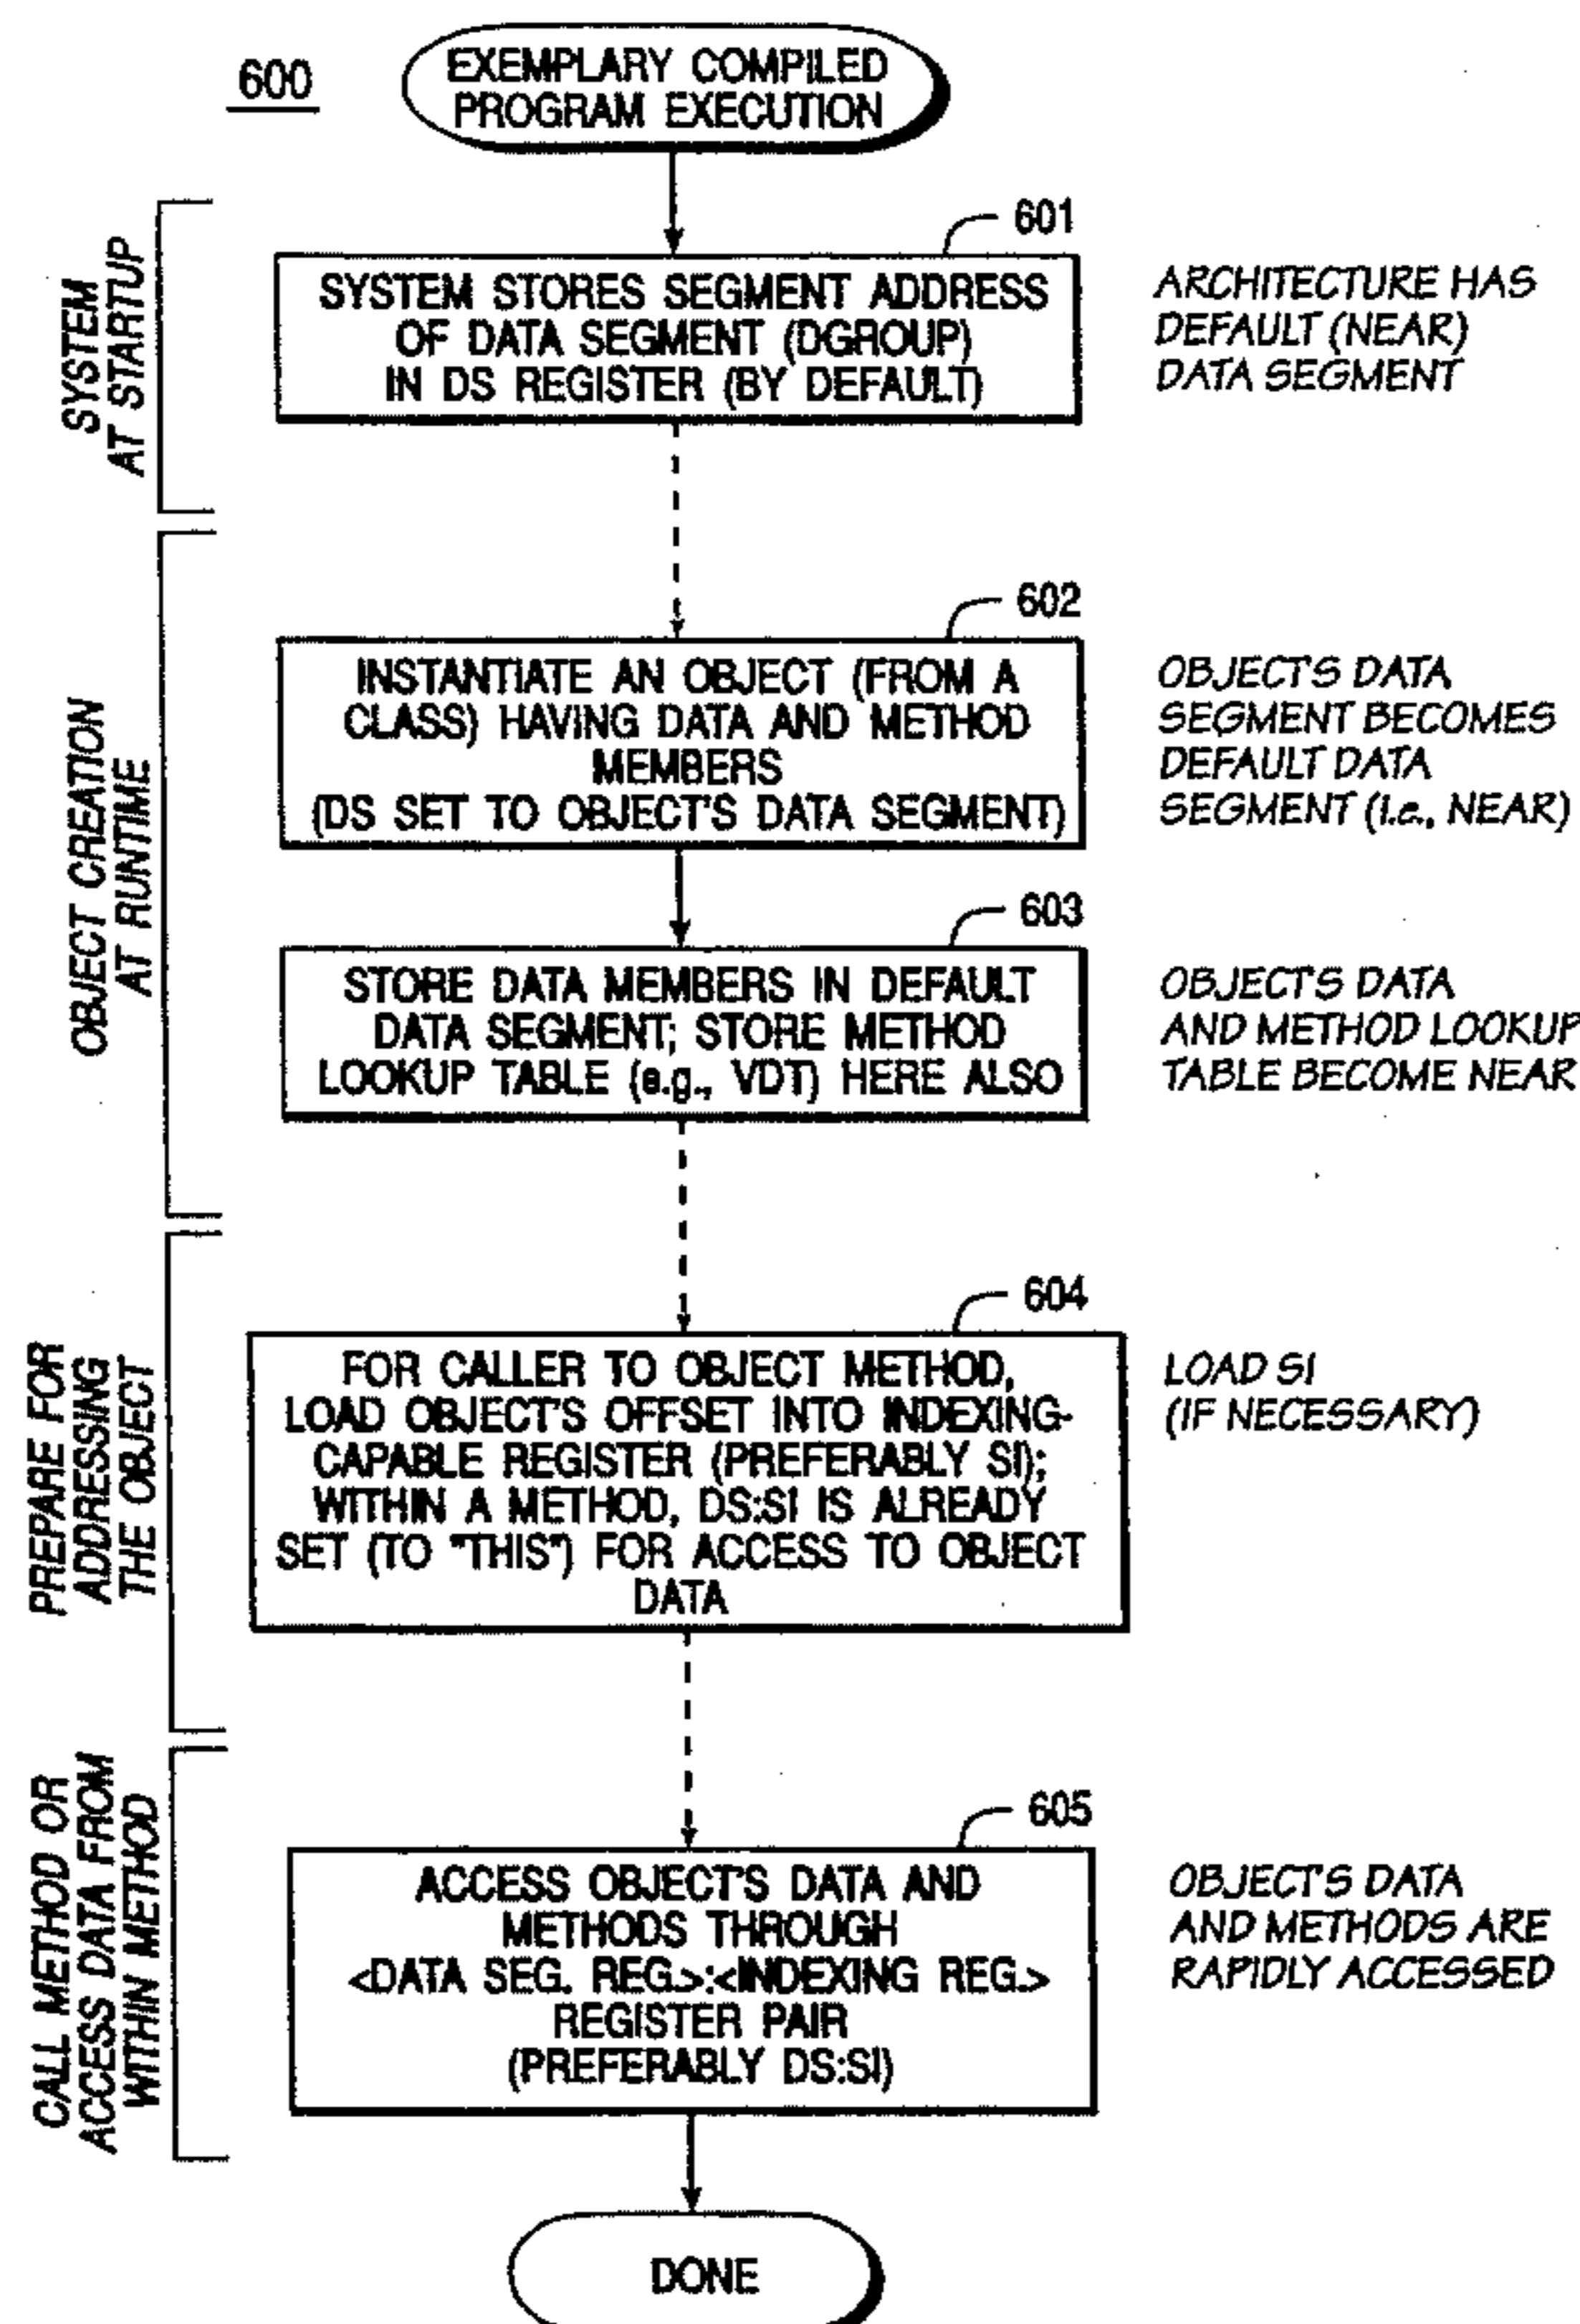 600
EXEMPLARY COMPILED
PROGRAM EXECUTION
SYSTEM
AT STARTUP
601
SYSTEM STORES SEGMENT ADDRESS
OF DATA SEGMENT (DGROUP)
IN DS REGISTER (BY DEFAULT)
ARCHITECTURE HAS
DEFAULT (NEAR)
DATA SEGMENT
OBJECT CREATION
AT RUNTIME
602
INSTANTIATE AN OBJECT (FROM A
CLASS) HAVING DATA AND METHOD
MEMBERS
(DS SET TO OBJECT'S DATA SEGMENT)
OBJECT'S DATA
SEGMENT BECOMES
DEFAULT DATA
SEGMENT (i.e., NEAR)
603
STORE DATA MEMBERS IN DEFAULT
DATA SEGMENT; STORE METHOD
LOOKUP TABLE (e.g., VDT) HERE ALSO
OBJECT'S DATA
AND METHOD LOOKUP
TABLE BECOME NEAR
PREPARE FOR
ADDRESSING
THE OBJECT
604
FOR CALLER TO OBJECT METHOD,
LOAD OBJECT'S OFFSET INTO INDEXING-
CAPABLE REGISTER (PREFERABLY SI);
WITHIN A METHOD, DS:SI IS ALREADY
SET (TO "THIS") FOR ACCESS TO OBJECT
DATA
LOAD SI
(IF NECESSARY)
CALL METHOD OR
ACCESS DATA FROM
WITHIN METHOD
605
ACCESS OBJECT'S DATA AND
METHODS THROUGH
<DATA SEG. REG.>:<INDEXING REG.>
REGISTER PAIR
(PREFERABLY DS:SI)
OBJECT'S DATA
AND METHODS ARE
RAPIDLY ACCESSED
DONE